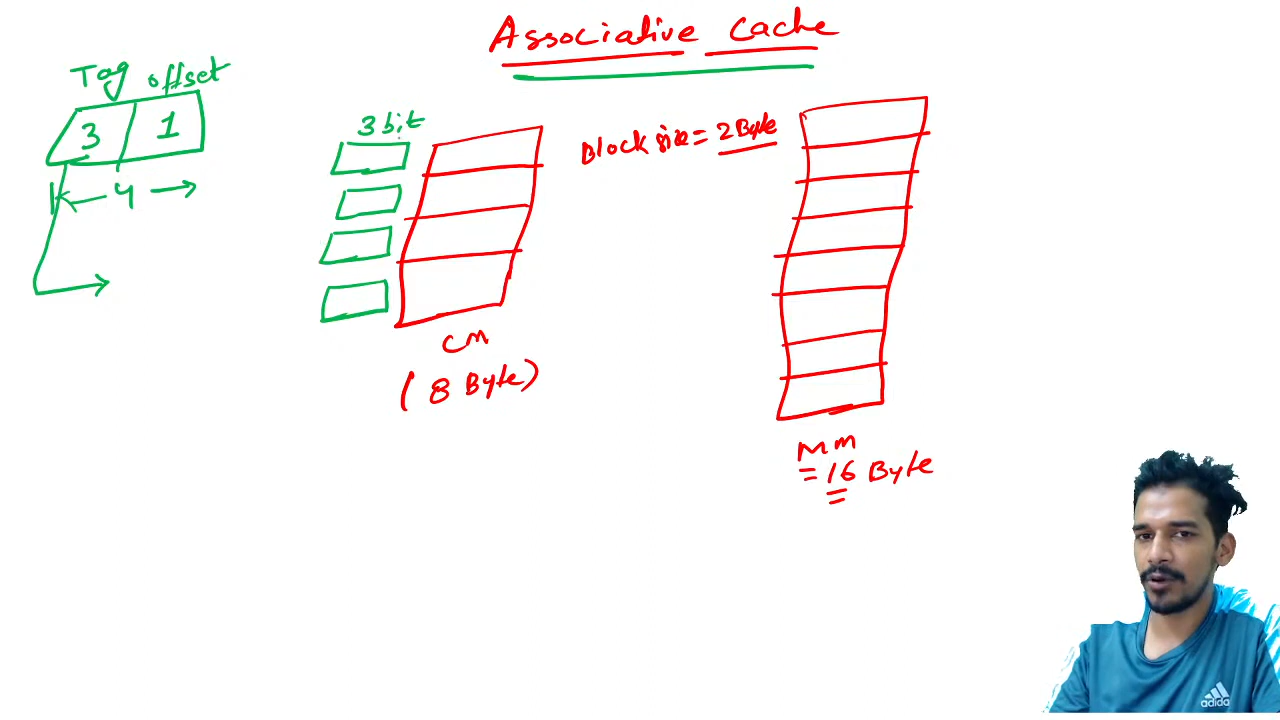 Associative Cache
Tag offset
3 1
4
3 bit
Block size = 2 Byte
CM
( 8 Byte )
MM
= 16 Byte
adidas